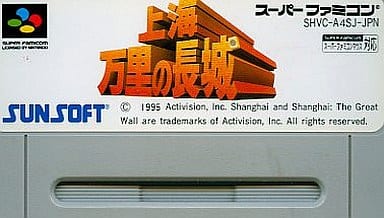 スーパーファミコン
SHVC-A4SJ-JPN
SUPER FAMICOM
LICENSED BY NINTENDO
上海
万里の長城
スーパーファミコンマウス
対応
SUNSOFT
© 1995 Activision, Inc. Shanghai and Shanghai: The Great
Wall are trademarks of Activision, Inc. All rights reserved.